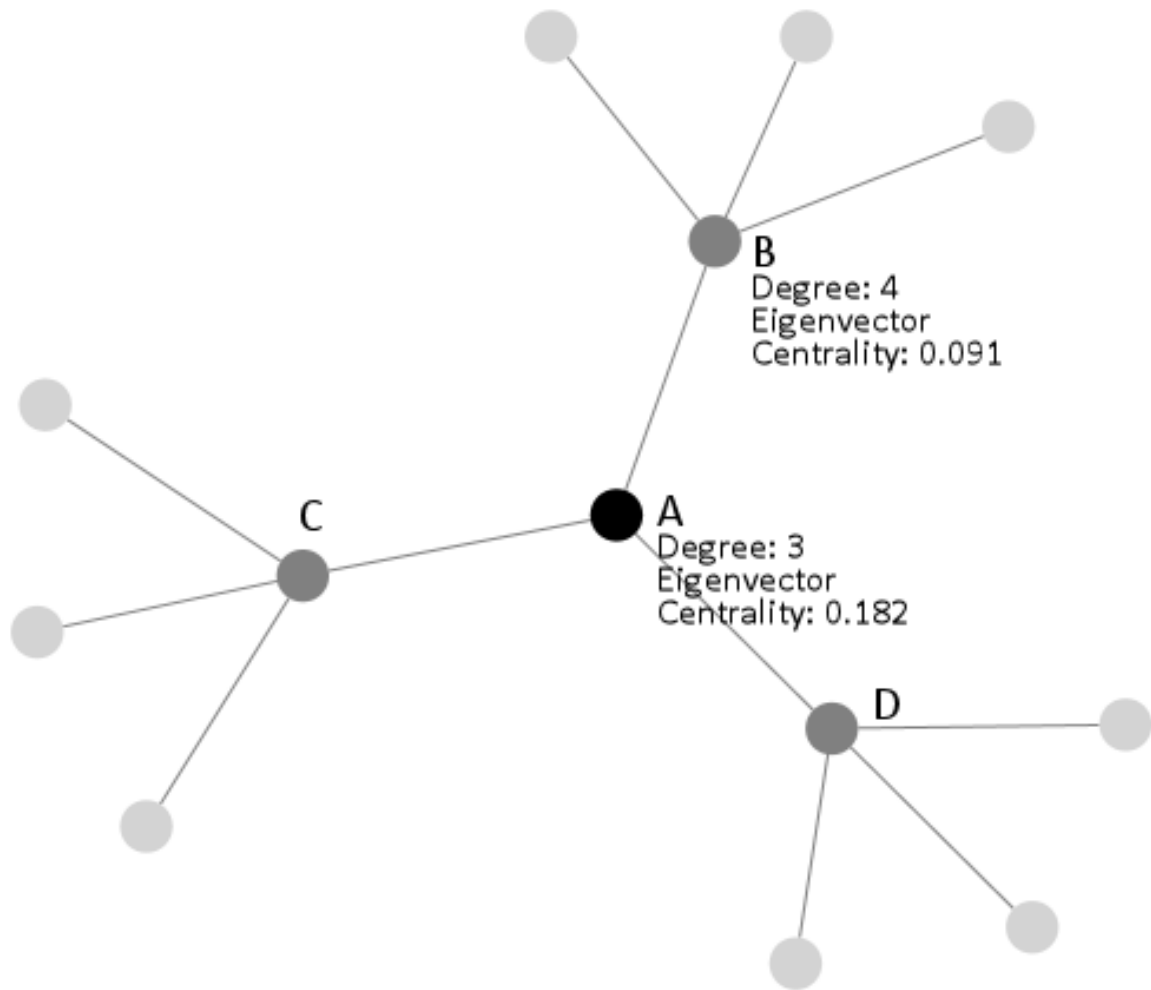 B
Degree: 4
Eigenvector
Centrality: 0.091
C
A
Degree: 3
Eigenvector
Centrality: 0.182
D